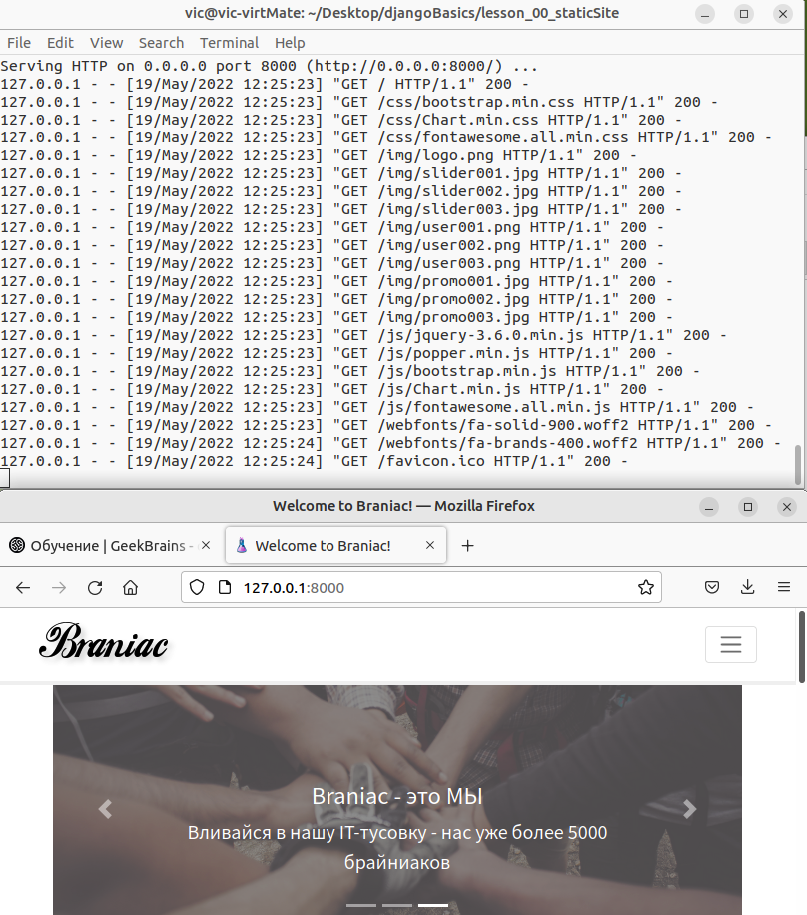 vic@vic-virtMate: ~/Desktop/djangoBasics/lesson_00_staticSite
File Edit View Search Terminal Help
Serving HTTP on 0.0.0.0 port 8000 (http://0.0.0.0:8000/) ...
127.0.0.1 - - [19/May/2022 12:25:23] "GET / HTTP/1.1" 200 -
127.0.0.1 - - [19/May/2022 12:25:23] "GET /css/bootstrap.min.css HTTP/1.1" 200 -
127.0.0.1 - - [19/May/2022 12:25:23] "GET /css/Chart.min.css HTTP/1.1" 200 -
127.0.0.1 - - [19/May/2022 12:25:23] "GET /css/fontawesome.all.min.css HTTP/1.1" 200 -
127.0.0.1 - - [19/May/2022 12:25:23] "GET /img/logo.png HTTP/1.1" 200 -
127.0.0.1 - - [19/May/2022 12:25:23] "GET /img/slider001.jpg HTTP/1.1" 200 -
127.0.0.1 - - [19/May/2022 12:25:23] "GET /img/slider002.jpg HTTP/1.1" 200 -
127.0.0.1 - - [19/May/2022 12:25:23] "GET /img/slider003.jpg HTTP/1.1" 200 -
127.0.0.1 - - [19/May/2022 12:25:23] "GET /img/user001.png HTTP/1.1" 200 -
127.0.0.1 - - [19/May/2022 12:25:23] "GET /img/user002.png HTTP/1.1" 200 -
127.0.0.1 - - [19/May/2022 12:25:23] "GET /img/user003.png HTTP/1.1" 200 -
127.0.0.1 - - [19/May/2022 12:25:23] "GET /img/promo001.jpg HTTP/1.1" 200 -
127.0.0.1 - - [19/May/2022 12:25:23] "GET /img/promo002.jpg HTTP/1.1" 200 -
127.0.0.1 - - [19/May/2022 12:25:23] "GET /img/promo003.jpg HTTP/1.1" 200 -
127.0.0.1 - - [19/May/2022 12:25:23] "GET /js/jquery-3.6.0.min.js HTTP/1.1" 200 -
127.0.0.1 - - [19/May/2022 12:25:23] "GET /js/popper.min.js HTTP/1.1" 200 -
127.0.0.1 - - [19/May/2022 12:25:23] "GET /js/bootstrap.min.js HTTP/1.1" 200 -
127.0.0.1 - - [19/May/2022 12:25:23] "GET /js/Chart.min.js HTTP/1.1" 200 -
127.0.0.1 - - [19/May/2022 12:25:23] "GET /js/fontawesome.all.min.js HTTP/1.1" 200 -
127.0.0.1 - - [19/May/2022 12:25:23] "GET /webfonts/fa-solid-900.woff2 HTTP/1.1" 200 -
127.0.0.1 - - [19/May/2022 12:25:24] "GET /webfonts/fa-brands-400.woff2 HTTP/1.1" 200 -
127.0.0.1 - - [19/May/2022 12:25:24] "GET /favicon.ico HTTP/1.1" 200 -
Welcome to Braniac! — Mozilla Firefox
Обучение | GeekBrains - Welcome to Braniac!
127.0.0.1:8000
Braniac
Braniac - это МЫ
Вливайся в нашу IT-тусовку - нас уже более 5000
брайниаков